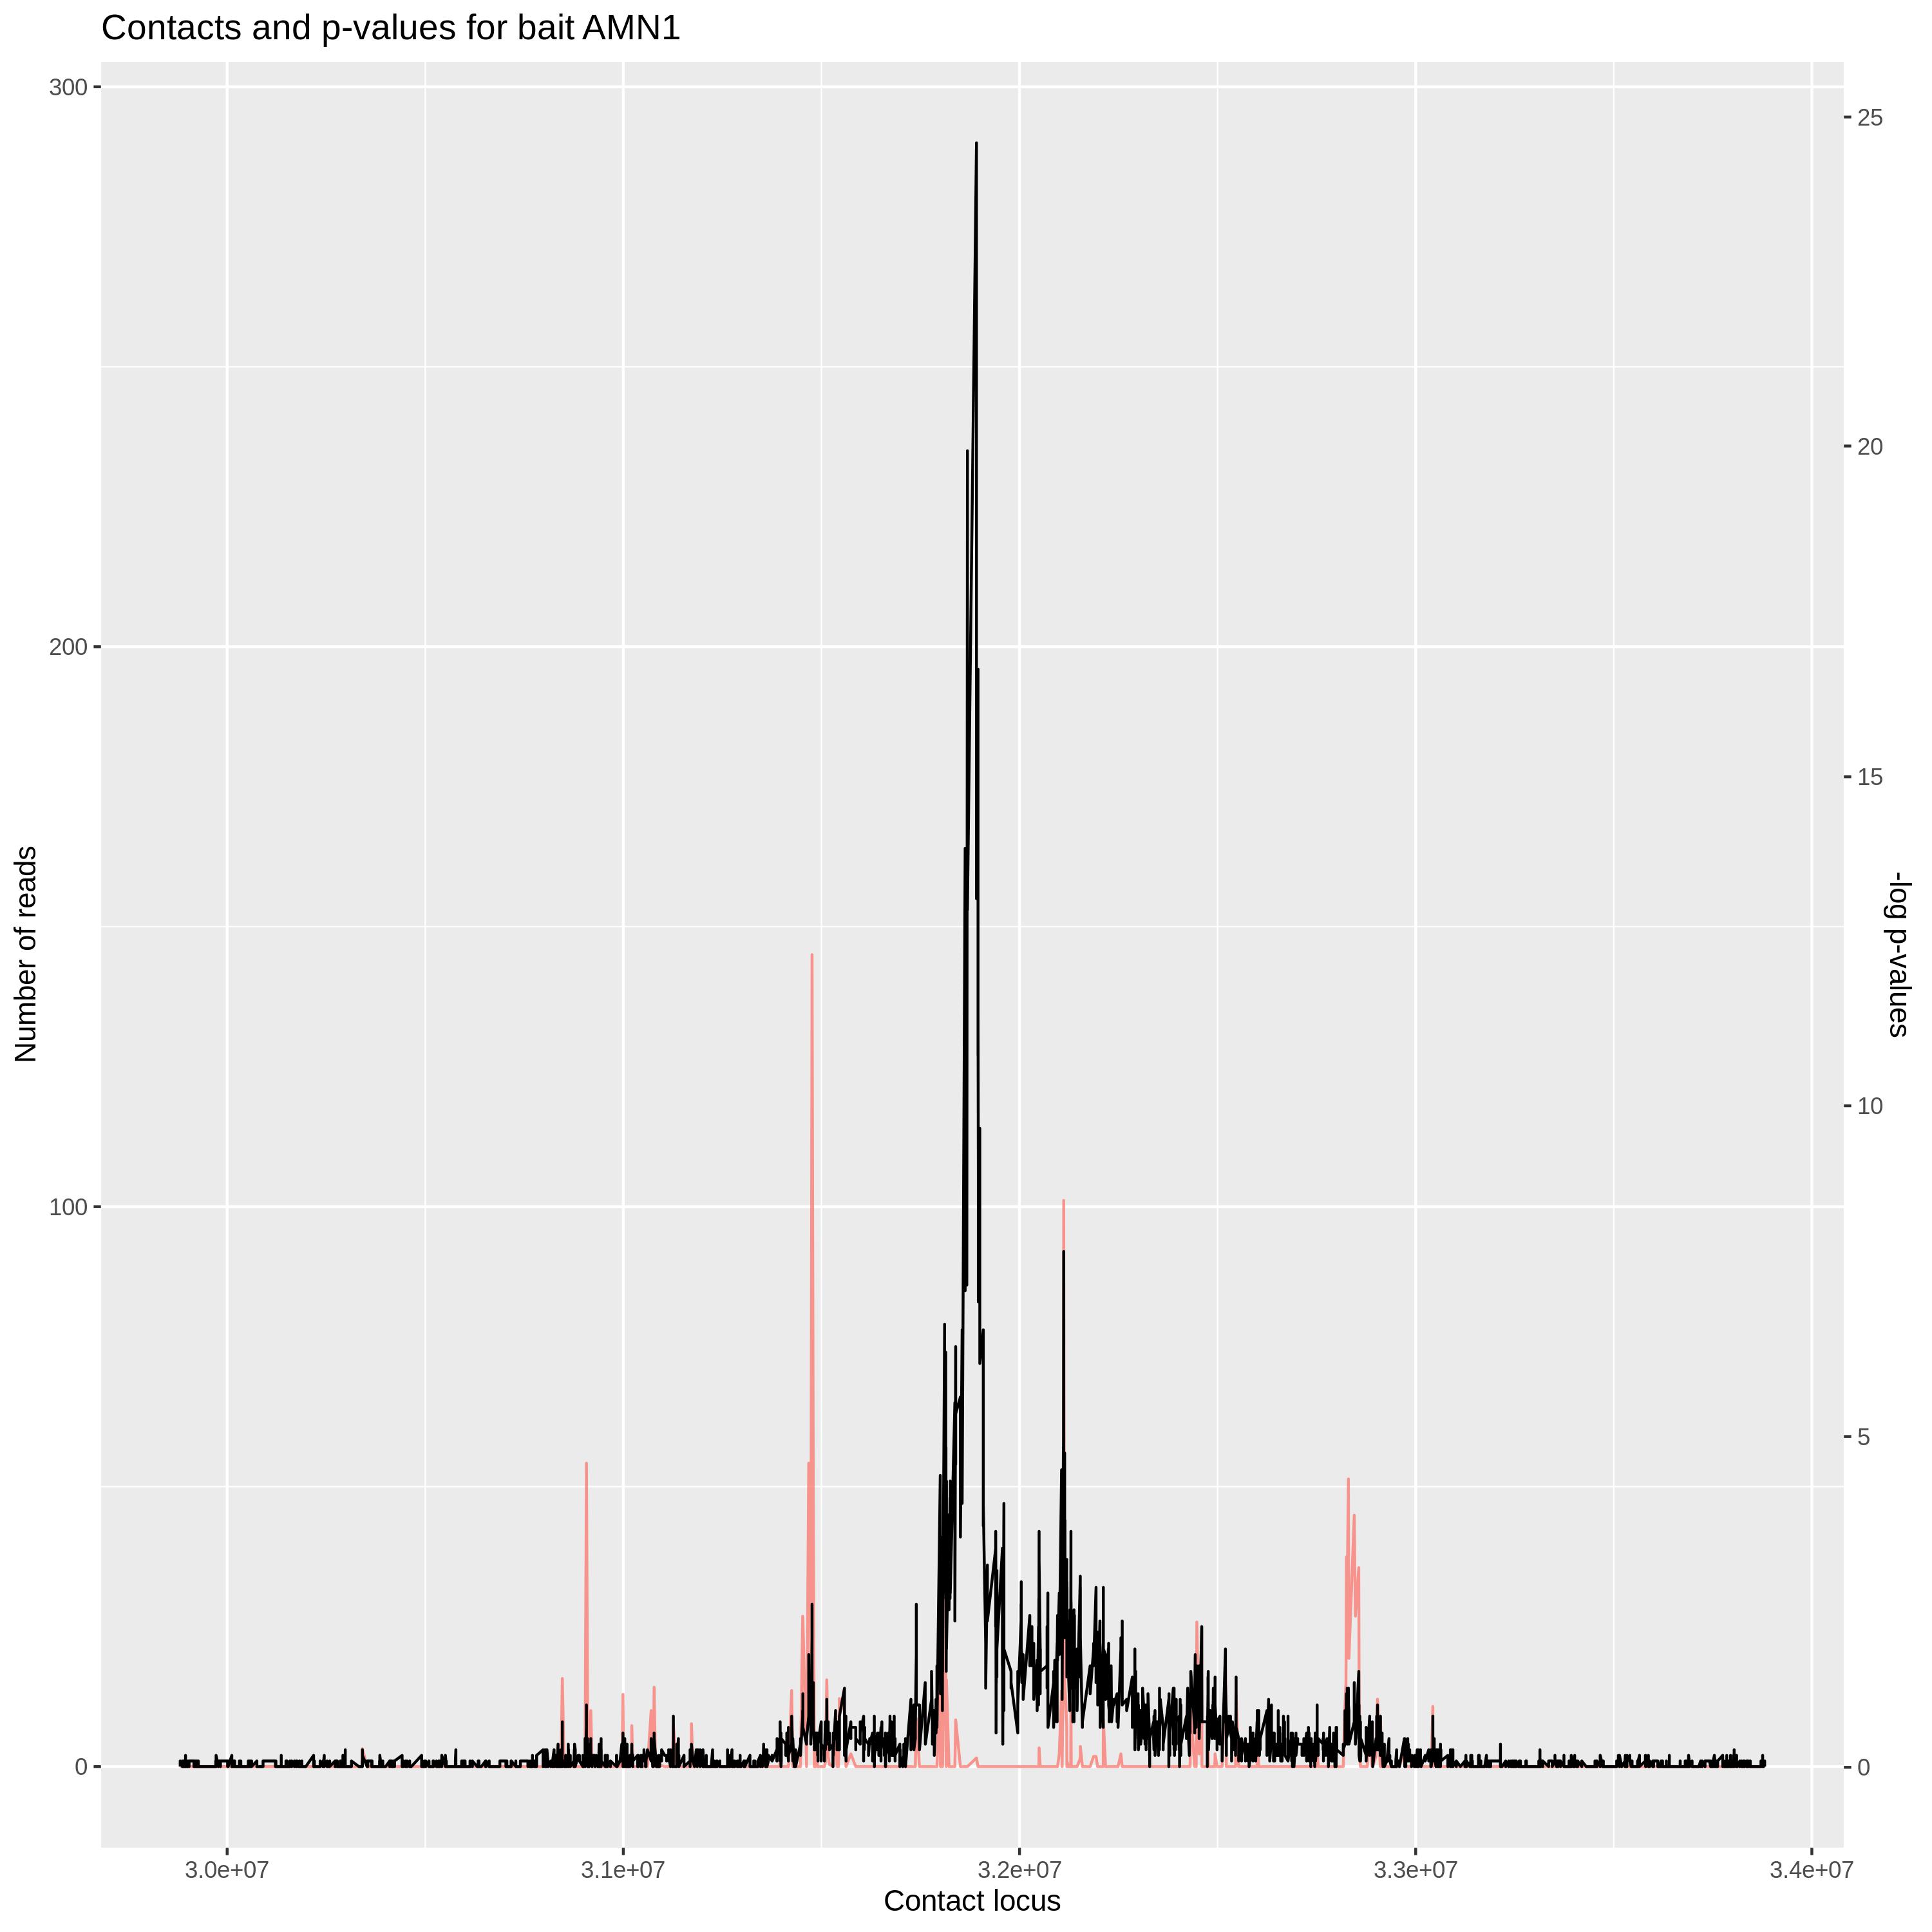 Contacts and p-values for bait AMN1
300
200
100
0
25
20
15
10
5
0
Number of reads
-log p-values
3.0e+07 3.1e+07 3.2e+07 3.3e+07 3.4e+07
Contact locus